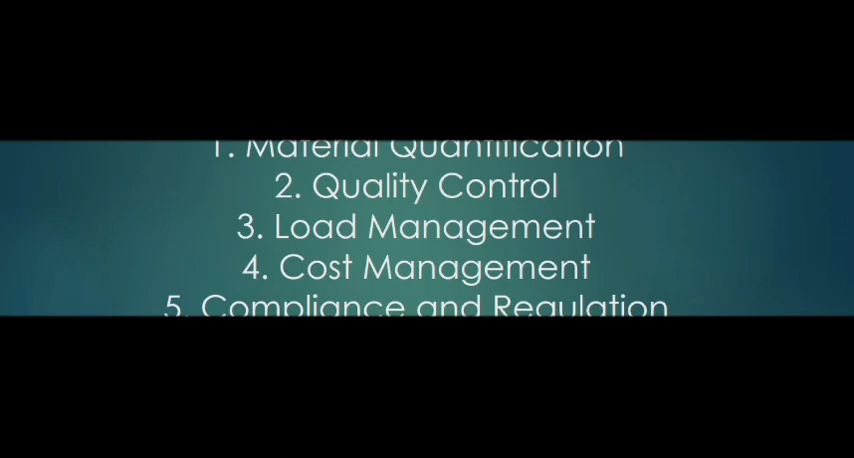 1. Material Quantification
2. Quality Control
3. Load Management
4. Cost Management
5. Compliance and Regulation